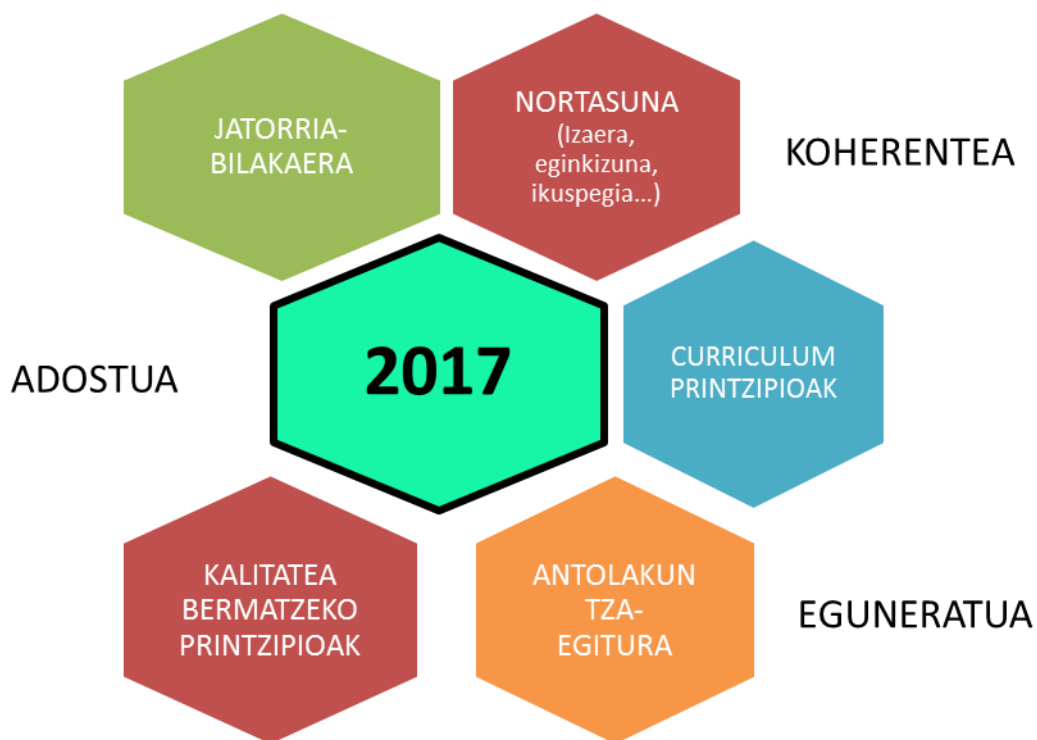 JATORRIA-
BILAKAERA
NORTASUNA
(Izaera,
eginkizuna,
ikuspegia...)
KOHERENTEA
ADOSTUA
2017
CURRICULUM
PRINTZIPIOAK
KALITATEA
BERMATZEKO
PRINTZIPIOAK
ANTOLAKUN
TZA-
EGITURA
EGUNERATUA